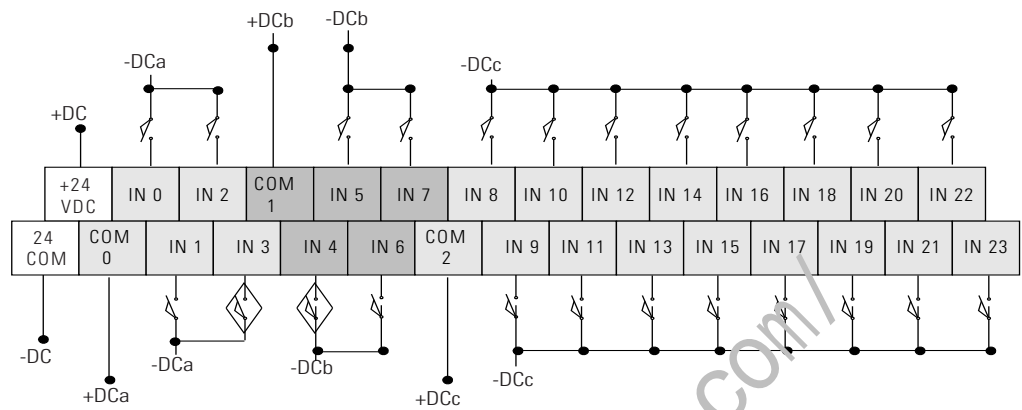 +DCb
-DCb
-DCa
-DCc
+DC
+24
VDC
IN 0
IN 2
COM
1
IN 5
IN 7
IN 8
IN 10
IN 12
IN 14
IN 16
IN 18
IN 20
IN 22
24
COM
COM
0
IN 1
IN 3
IN 4
IN 6
COM
2
IN 9
IN 11
IN 13
IN 15
IN 17
IN 19
IN 21
IN 23
-DC
-DCa
-DCb
-DCc
+DCa
+DCc
com/